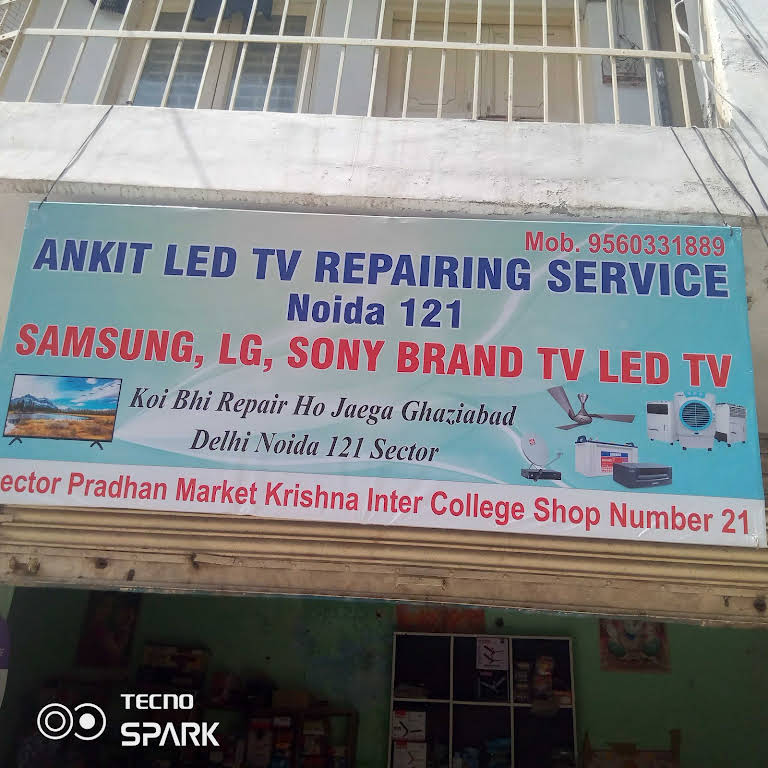 Mob. 9560331889
ANKIT LED TV REPAIRING SERVICE
Noida 121
SAMSUNG, LG, SONY BRAND TV LED TV
Koi Bhi Repair Ho Jaega Ghaziabad
Delhi Noida 121 Sector
ector Pradhan Market Krishna Inter College Shop Number 21
TECNO
SPARK